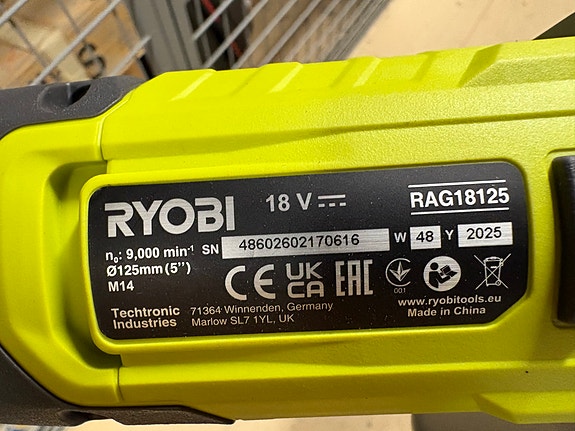 RYOBI 18 V RAG18125
n₀: 9,000 min⁻¹ SN 48602602170616 W 48 Y 2025
Ø125mm (5'')
M14
CE UK CA EAC 001
Techtronic Industries
71364 Winnenden, Germany
Marlow SL7 1YL, UK
www.ryobitools.eu
Made in China